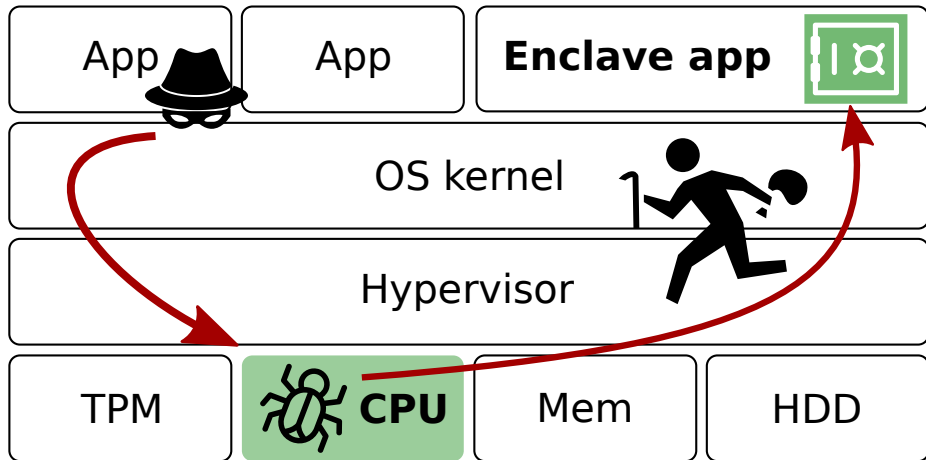 App
App
Enclave app
OS kernel
Hypervisor
TPM
CPU
Mem
HDD